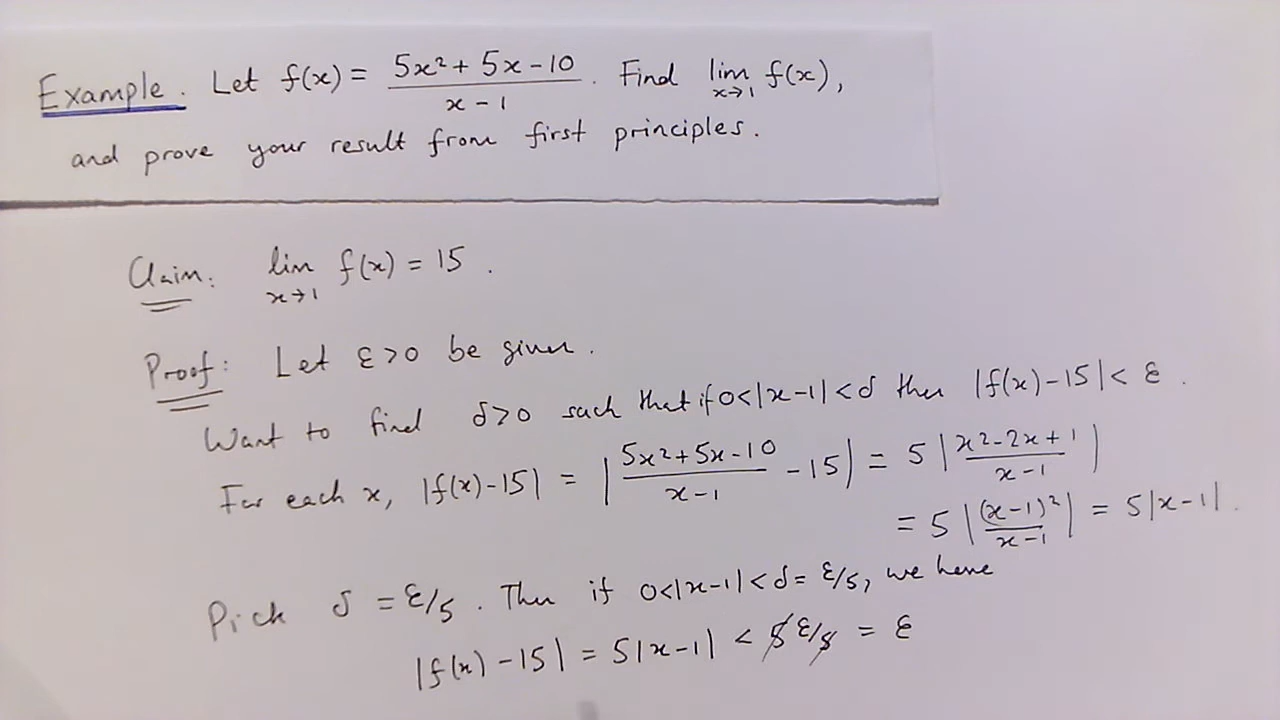 Example. Let f(x) = (5x² + 5x - 10)/(x - 1). Find lim x→1 f(x),
and prove your result from first principles.
Claim: lim x→1 f(x) = 15.
Proof: Let ε>0 be given.
Want to find δ>0 such that if 0<|x-1|<δ then |f(x)-15|< ε.
For each x, |f(x)-15| = |(5x²+5x-10)/(x-1) - 15| = 5|(x²-2x+1)/(x-1)|
= 5|(x-1)²/(x-1)| = 5|x-1|.
Pick δ = ε/5. Then if 0<|x-1|<δ= ε/5, we have
|f(x)-15| = 5|x-1| < 5 ε/5 = ε